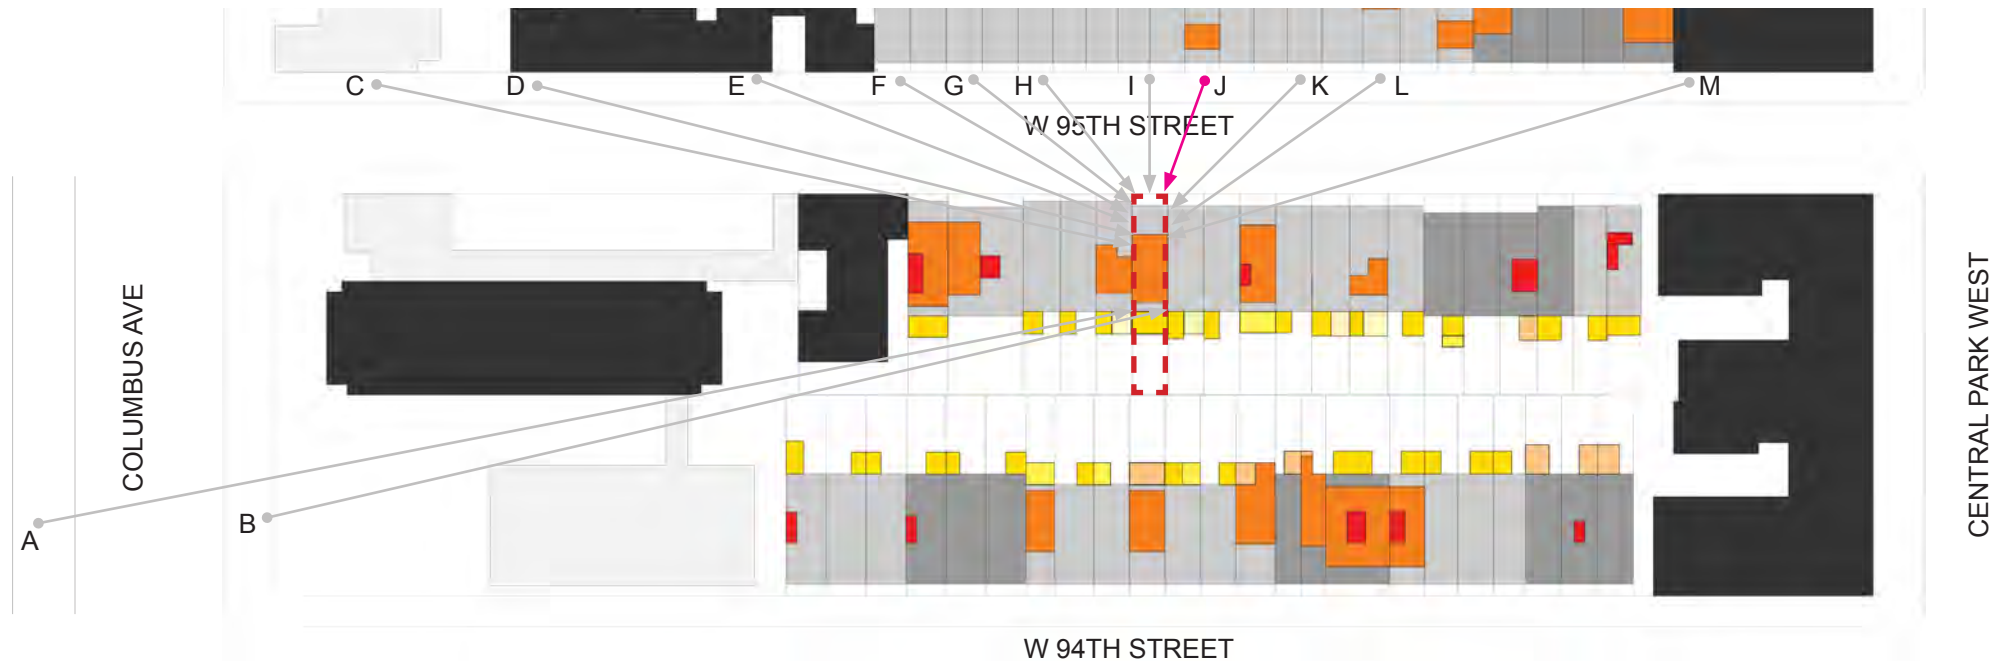 C D E F G H I J K L M
W 95TH STREET
COLUMBUS AVE
CENTRAL PARK WEST
A
B
W 94TH STREET